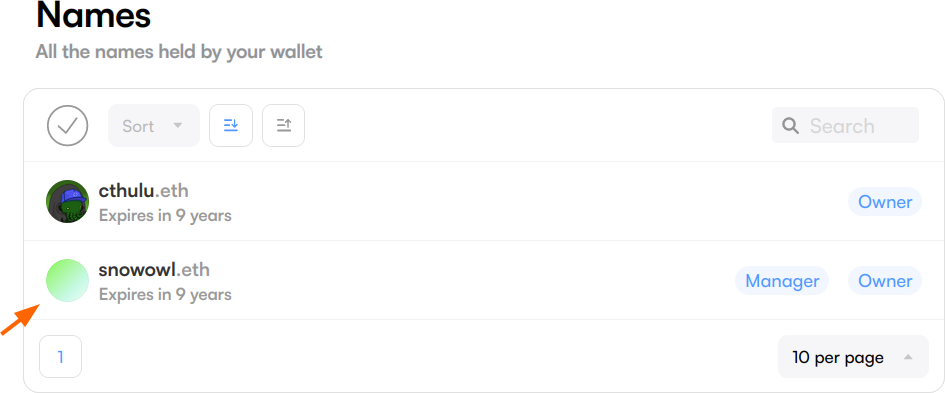 Names
All the names held by your wallet
Sort
Search
cthulu.eth
Expires in 9 years
Owner
snowowl.eth
Expires in 9 years
Manager Owner
1
10 per page